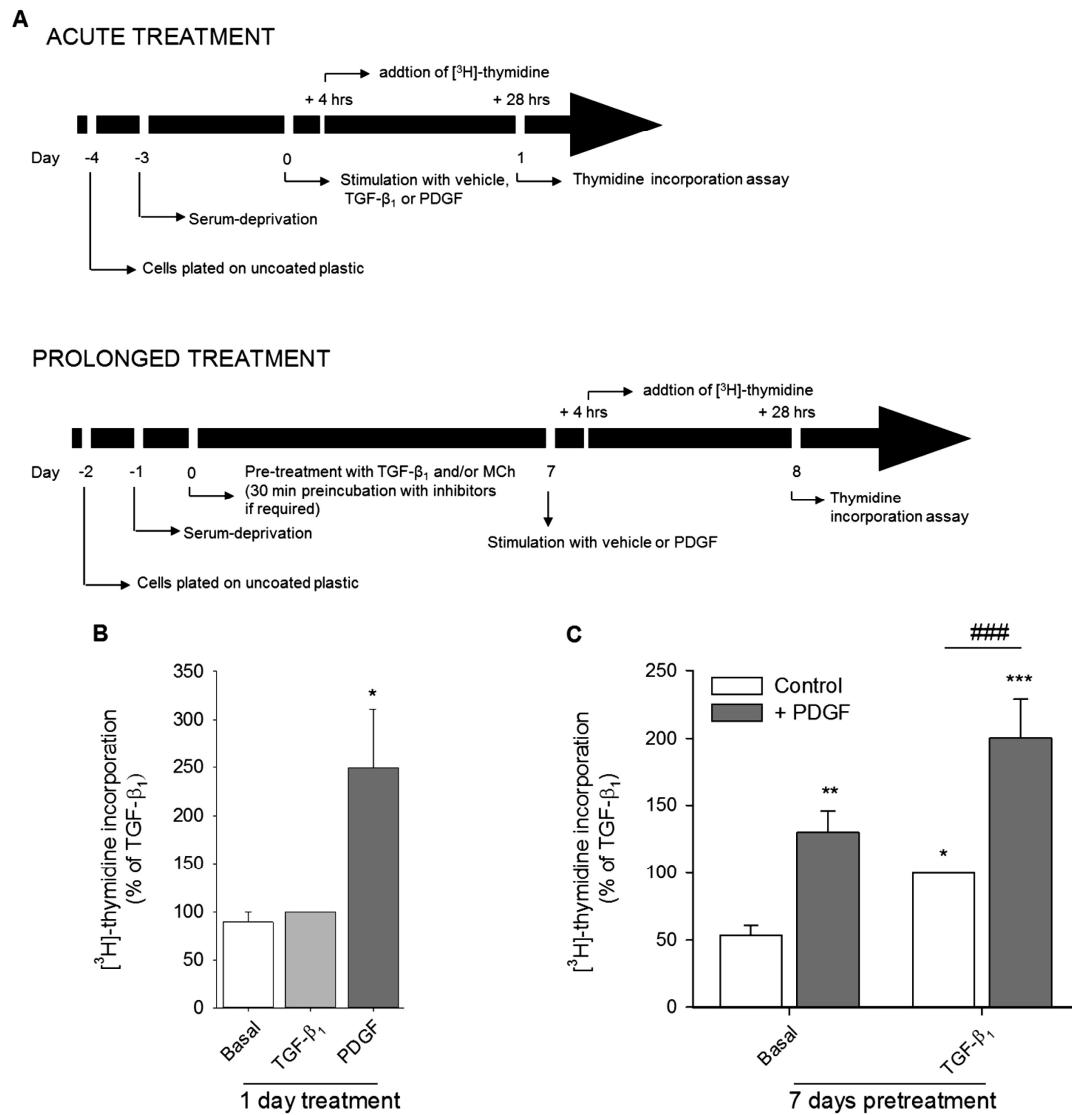 A
ACUTE TREATMENT
addtion of [³H]-thymidine
+ 4 hrs
+ 28 hrs
Day
-4
-3
0
1
Stimulation with vehicle,
TGF-β₁ or PDGF
Thymidine incorporation assay
Serum-deprivation
Cells plated on uncoated plastic
PROLONGED TREATMENT
addtion of [³H]-thymidine
+ 4 hrs
+ 28 hrs
Day
-2
-1
0
Pre-treatment with TGF-β₁ and/or MCh
(30 min preincubation with inhibitors
if required)
7
8
Thymidine
incorporation assay
Serum-deprivation
Stimulation with vehicle or PDGF
Cells plated on uncoated plastic
B
[³H]-thymidine incorporation
(% of TGF-β₁)
350
300
250
200
150
100
50
0
*
Basal
TGF-β₁
PDGF
1 day treatment
C
[³H]-thymidine incorporation
(% of TGF-β₁)
250
200
150
100
50
0
Control
+ PDGF
**
*
***
###
Basal
TGF-β₁
7 days pretreatment